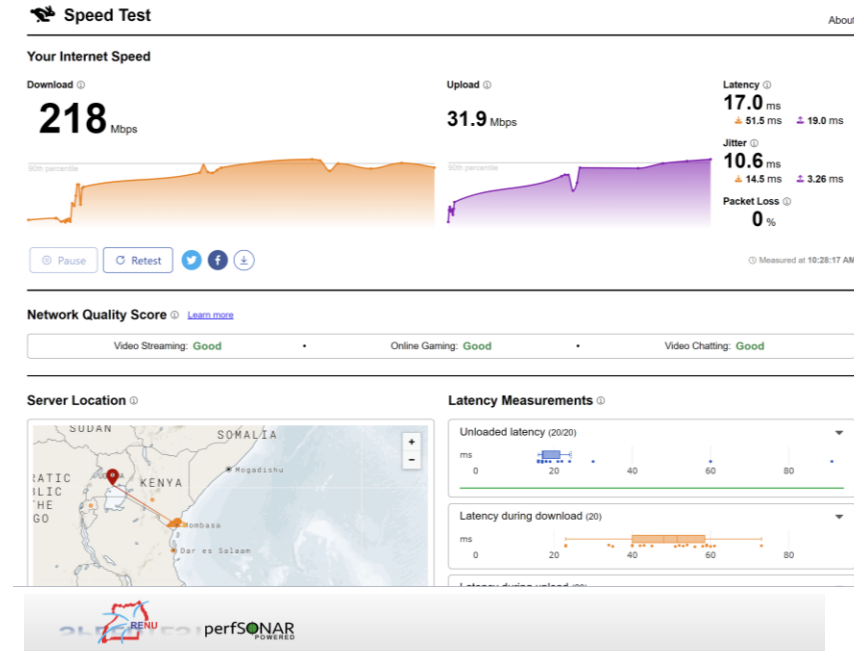 Speed Test
About
Your Internet Speed
Download
218 Mbps
90th percentile
Upload
31.9 Mbps
90th percentile
Latency
17.0 ms
51.5 ms 19.0 ms
Jitter
10.6 ms
14.5 ms 3.26 ms
Packet Loss
0 %
Pause
Retest
Measured at 10:28:17 AM
Network Quality Score Learn more
Video Streaming: Good • Online Gaming: Good • Video Chatting: Good
Server Location
SUDAN
SOMALIA
Mogadishu
KENYA
RATIC
BLIC
HE
GO
Mombasa
Dar es Salaam
+
−
Latency Measurements
Unloaded latency (20/20)
ms
0 20 40 60 80
Latency during download (20)
ms
0 20 40 60 80
RENU
perfSONAR
POWERED